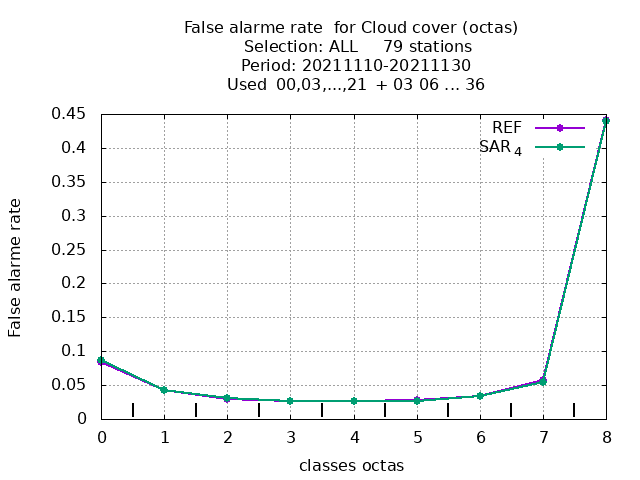 False alarme rate  for Cloud cover (octas)
Selection: ALL     79 stations
Period: 20211110-20211130
Used  00,03,...,21  + 03 06 ... 36
REF
SAR 4
0.45
0.4
0.35
0.3
0.25
0.2
0.15
0.1
0.05
0
False alarme rate
0 1 2 3 4 5 6 7 8
classes octas